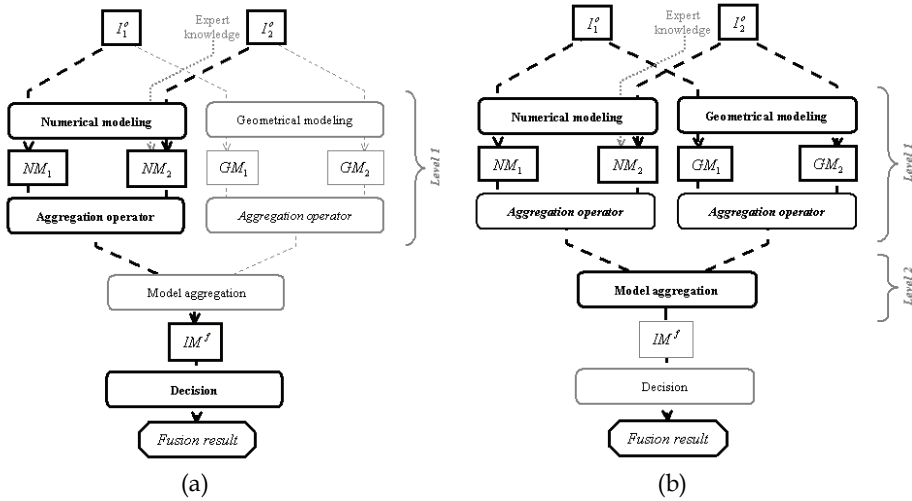 I₁ᵒ
Expert
knowledge
I₂ᵒ
Numerical modeling
Geometrical modeling
NM₁
NM₂
GM₁
GM₂
Aggregation operator
Aggregation operator
Level 1
Model aggregation
IMᶠ
Decision
Fusion result
(a)
I₁ᵒ
Expert
knowledge
I₂ᵒ
Numerical modeling
Geometrical modeling
NM₁
NM₂
GM₁
GM₂
Aggregation operator
Aggregation operator
Level 1
Model aggregation
Level 2
IMᶠ
Decision
Fusion result
(b)